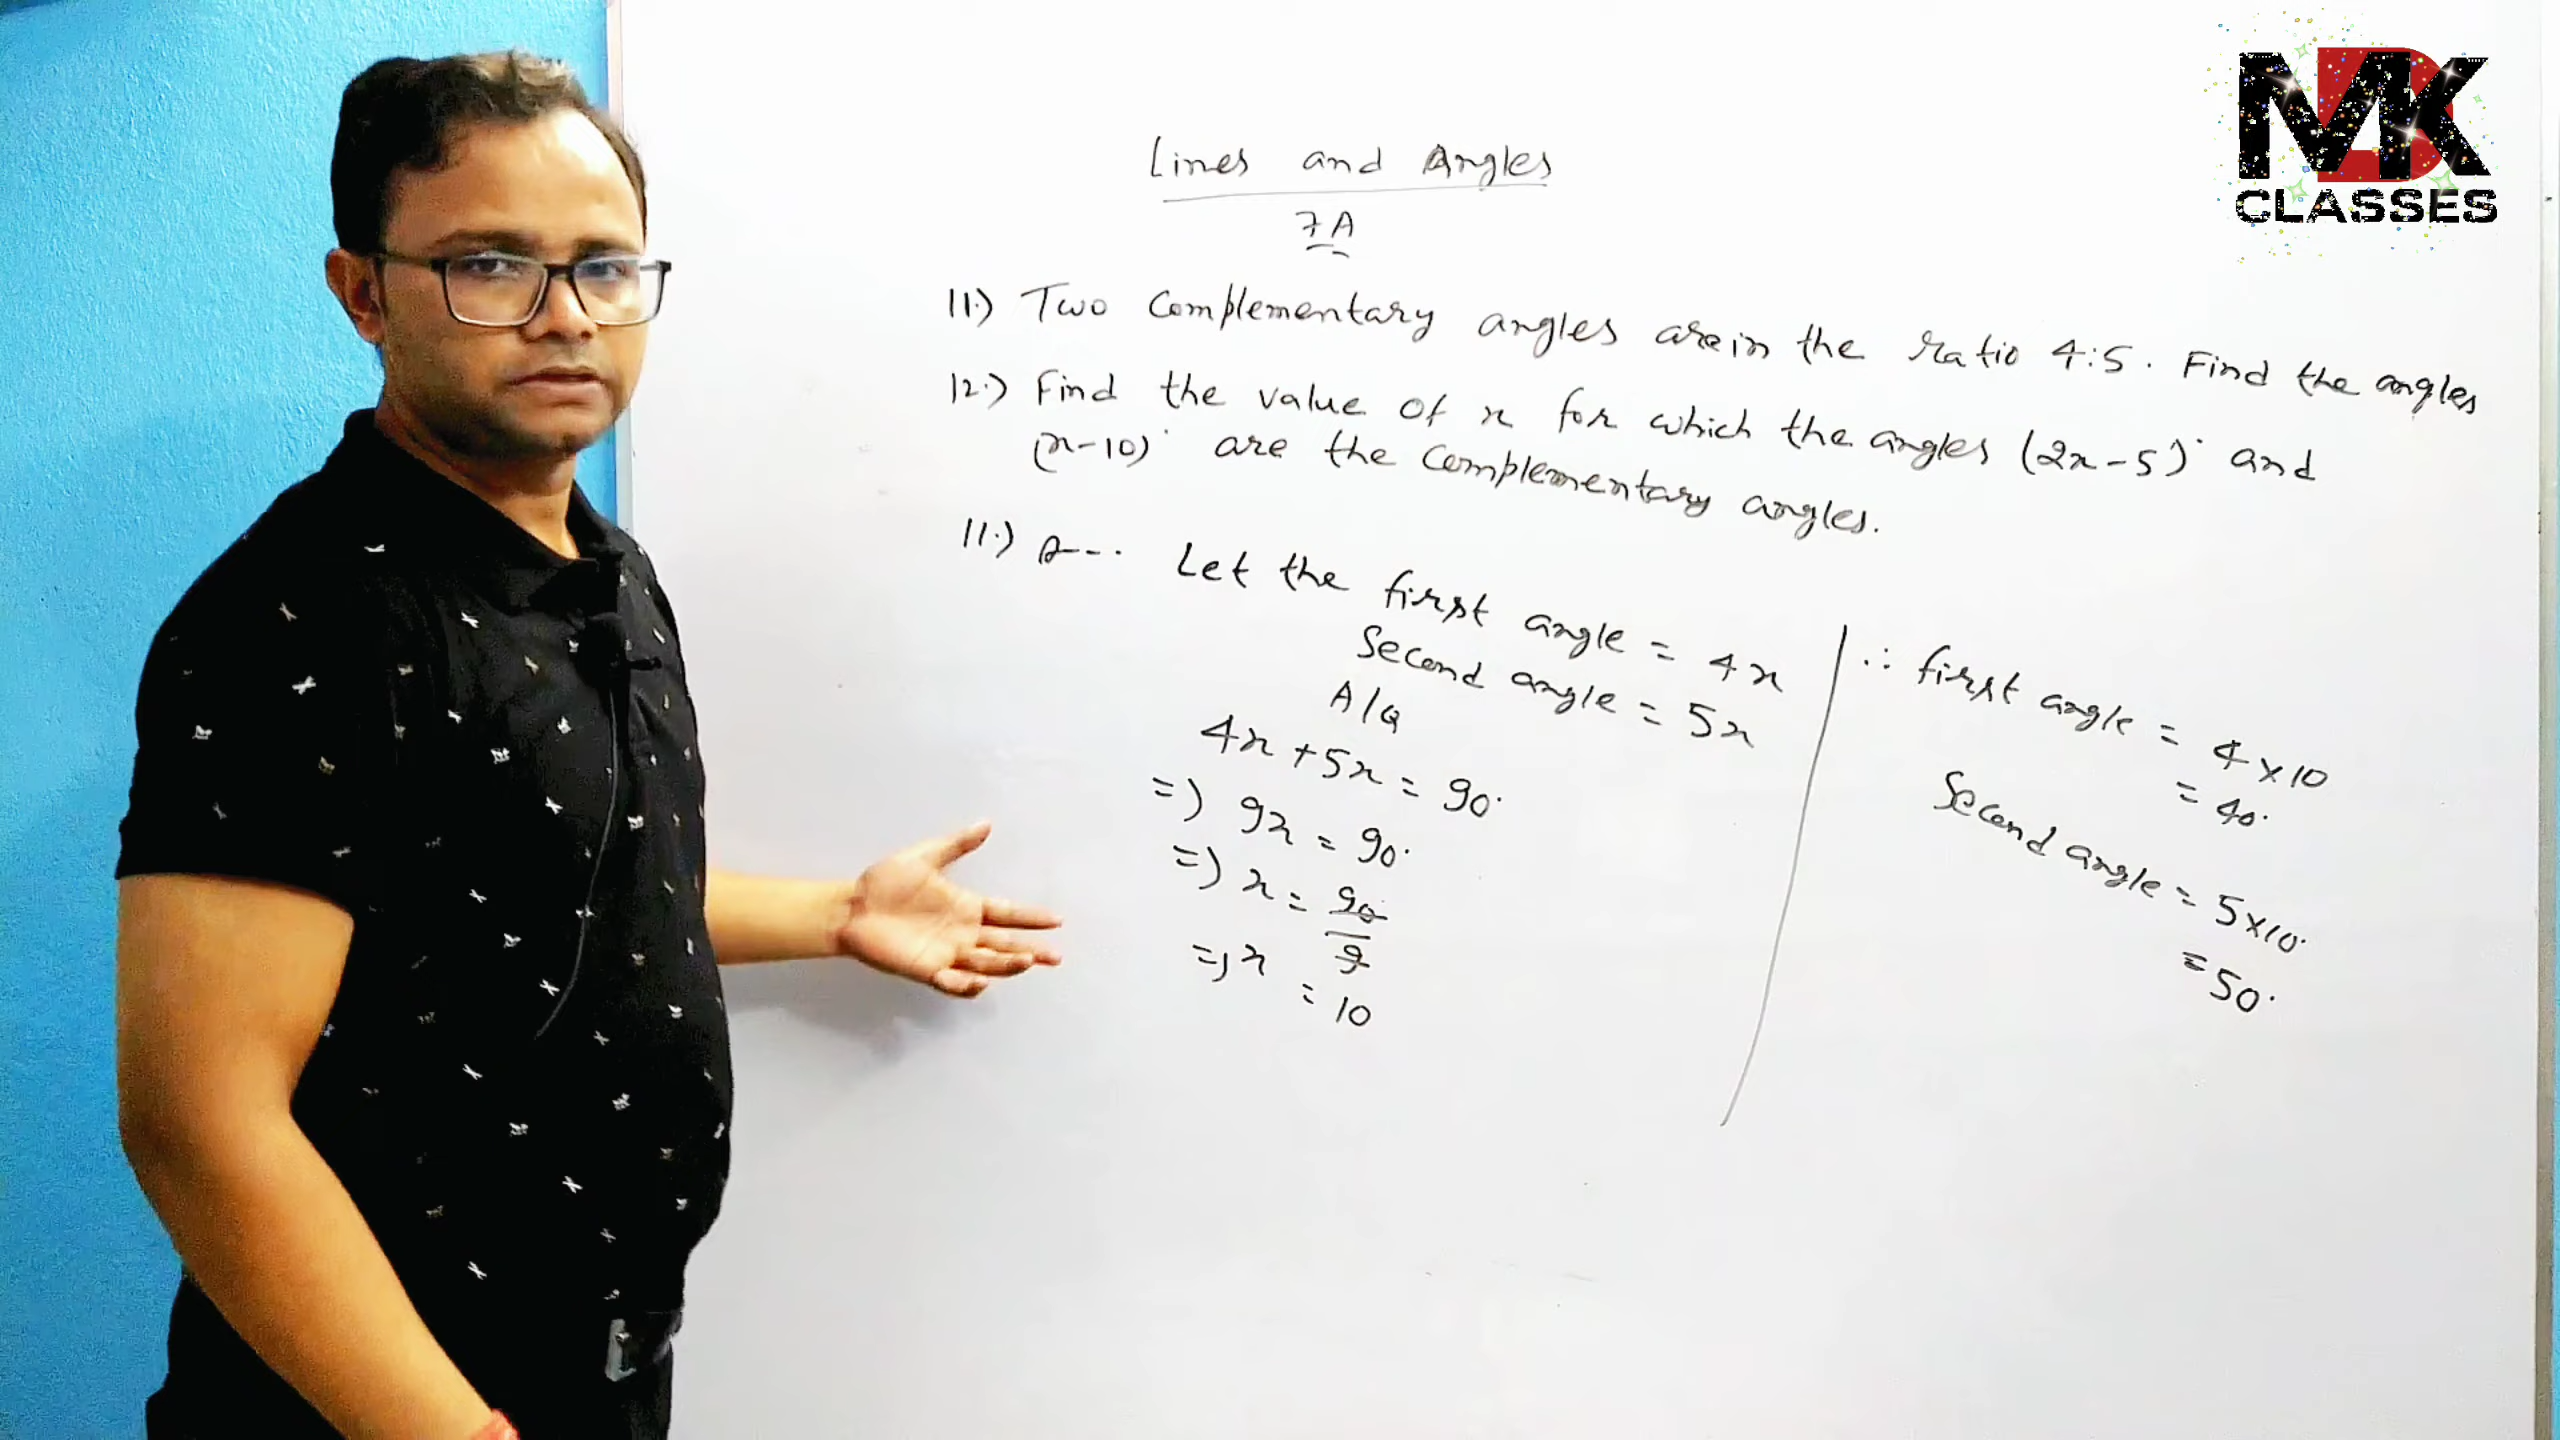 MDK
CLASSES
Lines and Angles
7A
11.) Two complementary angles are in the ratio 4:5. Find the angles
12.) Find the value of x for which the angles (2x-5)° and
(x-10)° are the complementary angles.
11.) Let the first angle = 4x
Second angle = 5x
A/Q
4x + 5x = 90°
=) 9x = 90°
=) x = 90°/9
=) x = 10
∴ first angle = 4 × 10
= 40°
Second angle = 5×10°
= 50°